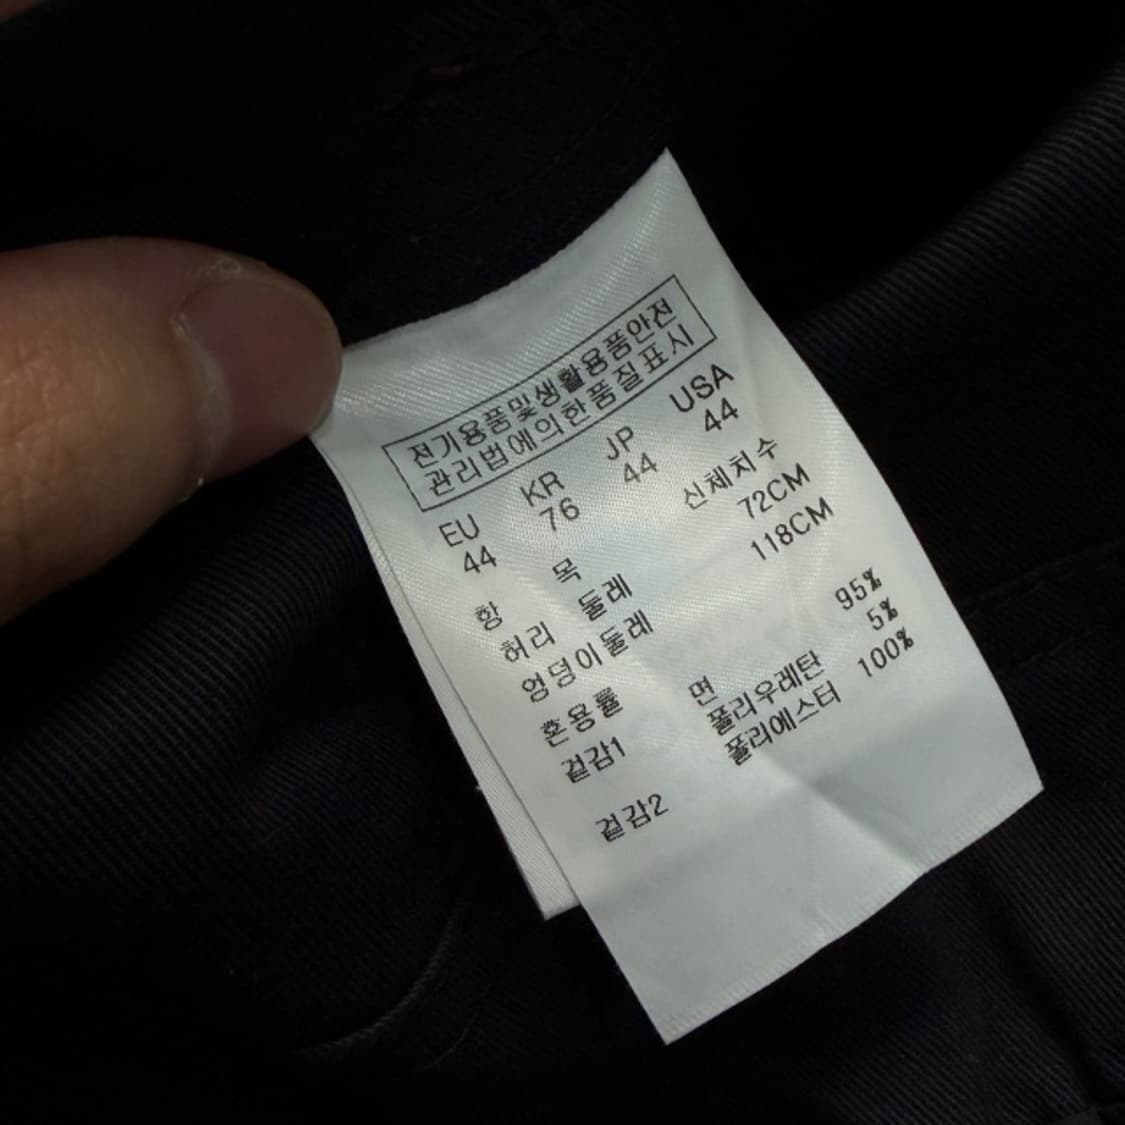 전기용품및생활용품안전
관리법에의한품질표시
EU KR JP USA
44 76 44 44
항 목 신체치수
허리 둘레 72CM
엉덩이둘레 118CM
혼용률
겉감1 면 95%
폴리우레탄 5%
겉감2 폴리에스터 100%